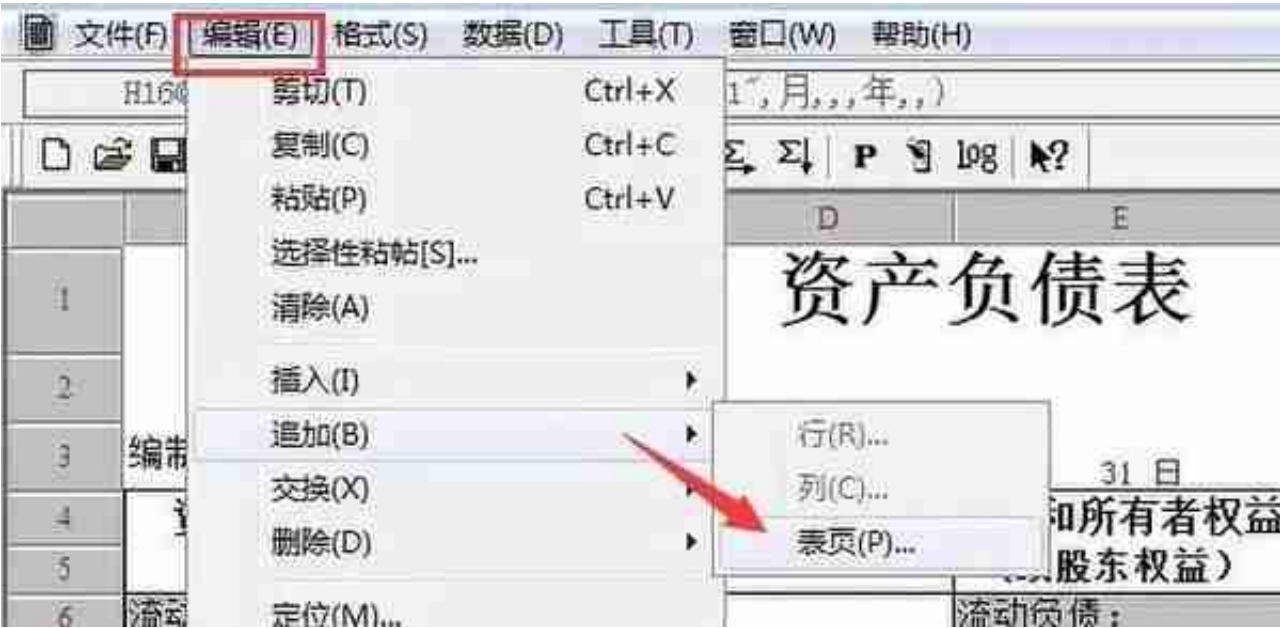 文件(F) 编辑(E) 格式(S) 数据(D) 工具(T) 窗口(W) 帮助(H)
H16@ 1",月,,,年,,)
剪切(T) Ctrl+X
复制(C) Ctrl+C
粘贴(P) Ctrl+V
选择性粘帖[S]...
清除(A)
插入(I)
追加(B)
交换(X)
删除(D)
定位(M)...
行(R)...
列(C)...
表页(P)...
P log
D E
1 资产负债表
2
3 编制 31 日
4 和所有者权益
5 股东权益)
6 流动 流动负债: